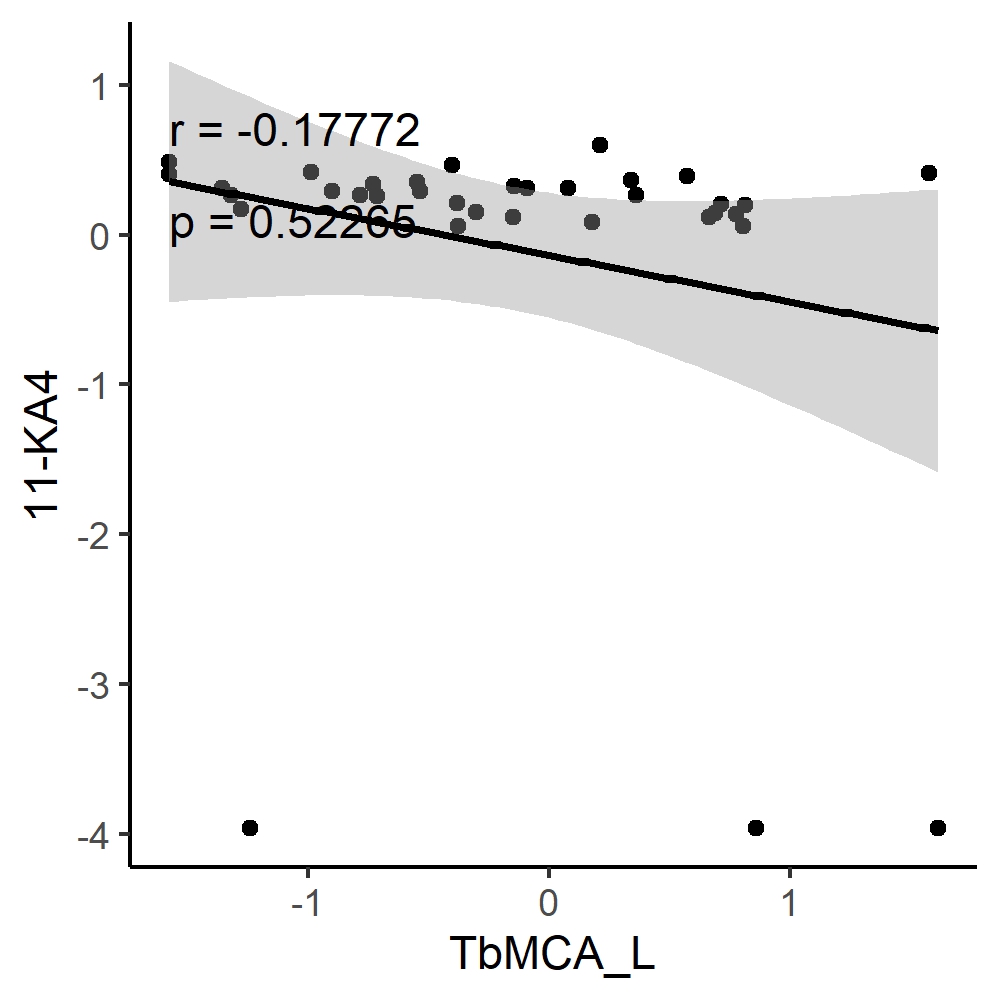 r = -0.17772
p = 0.52265
1
0
-1
-2
-3
-4
11-KA4
-1
0
1
TbMCA_L